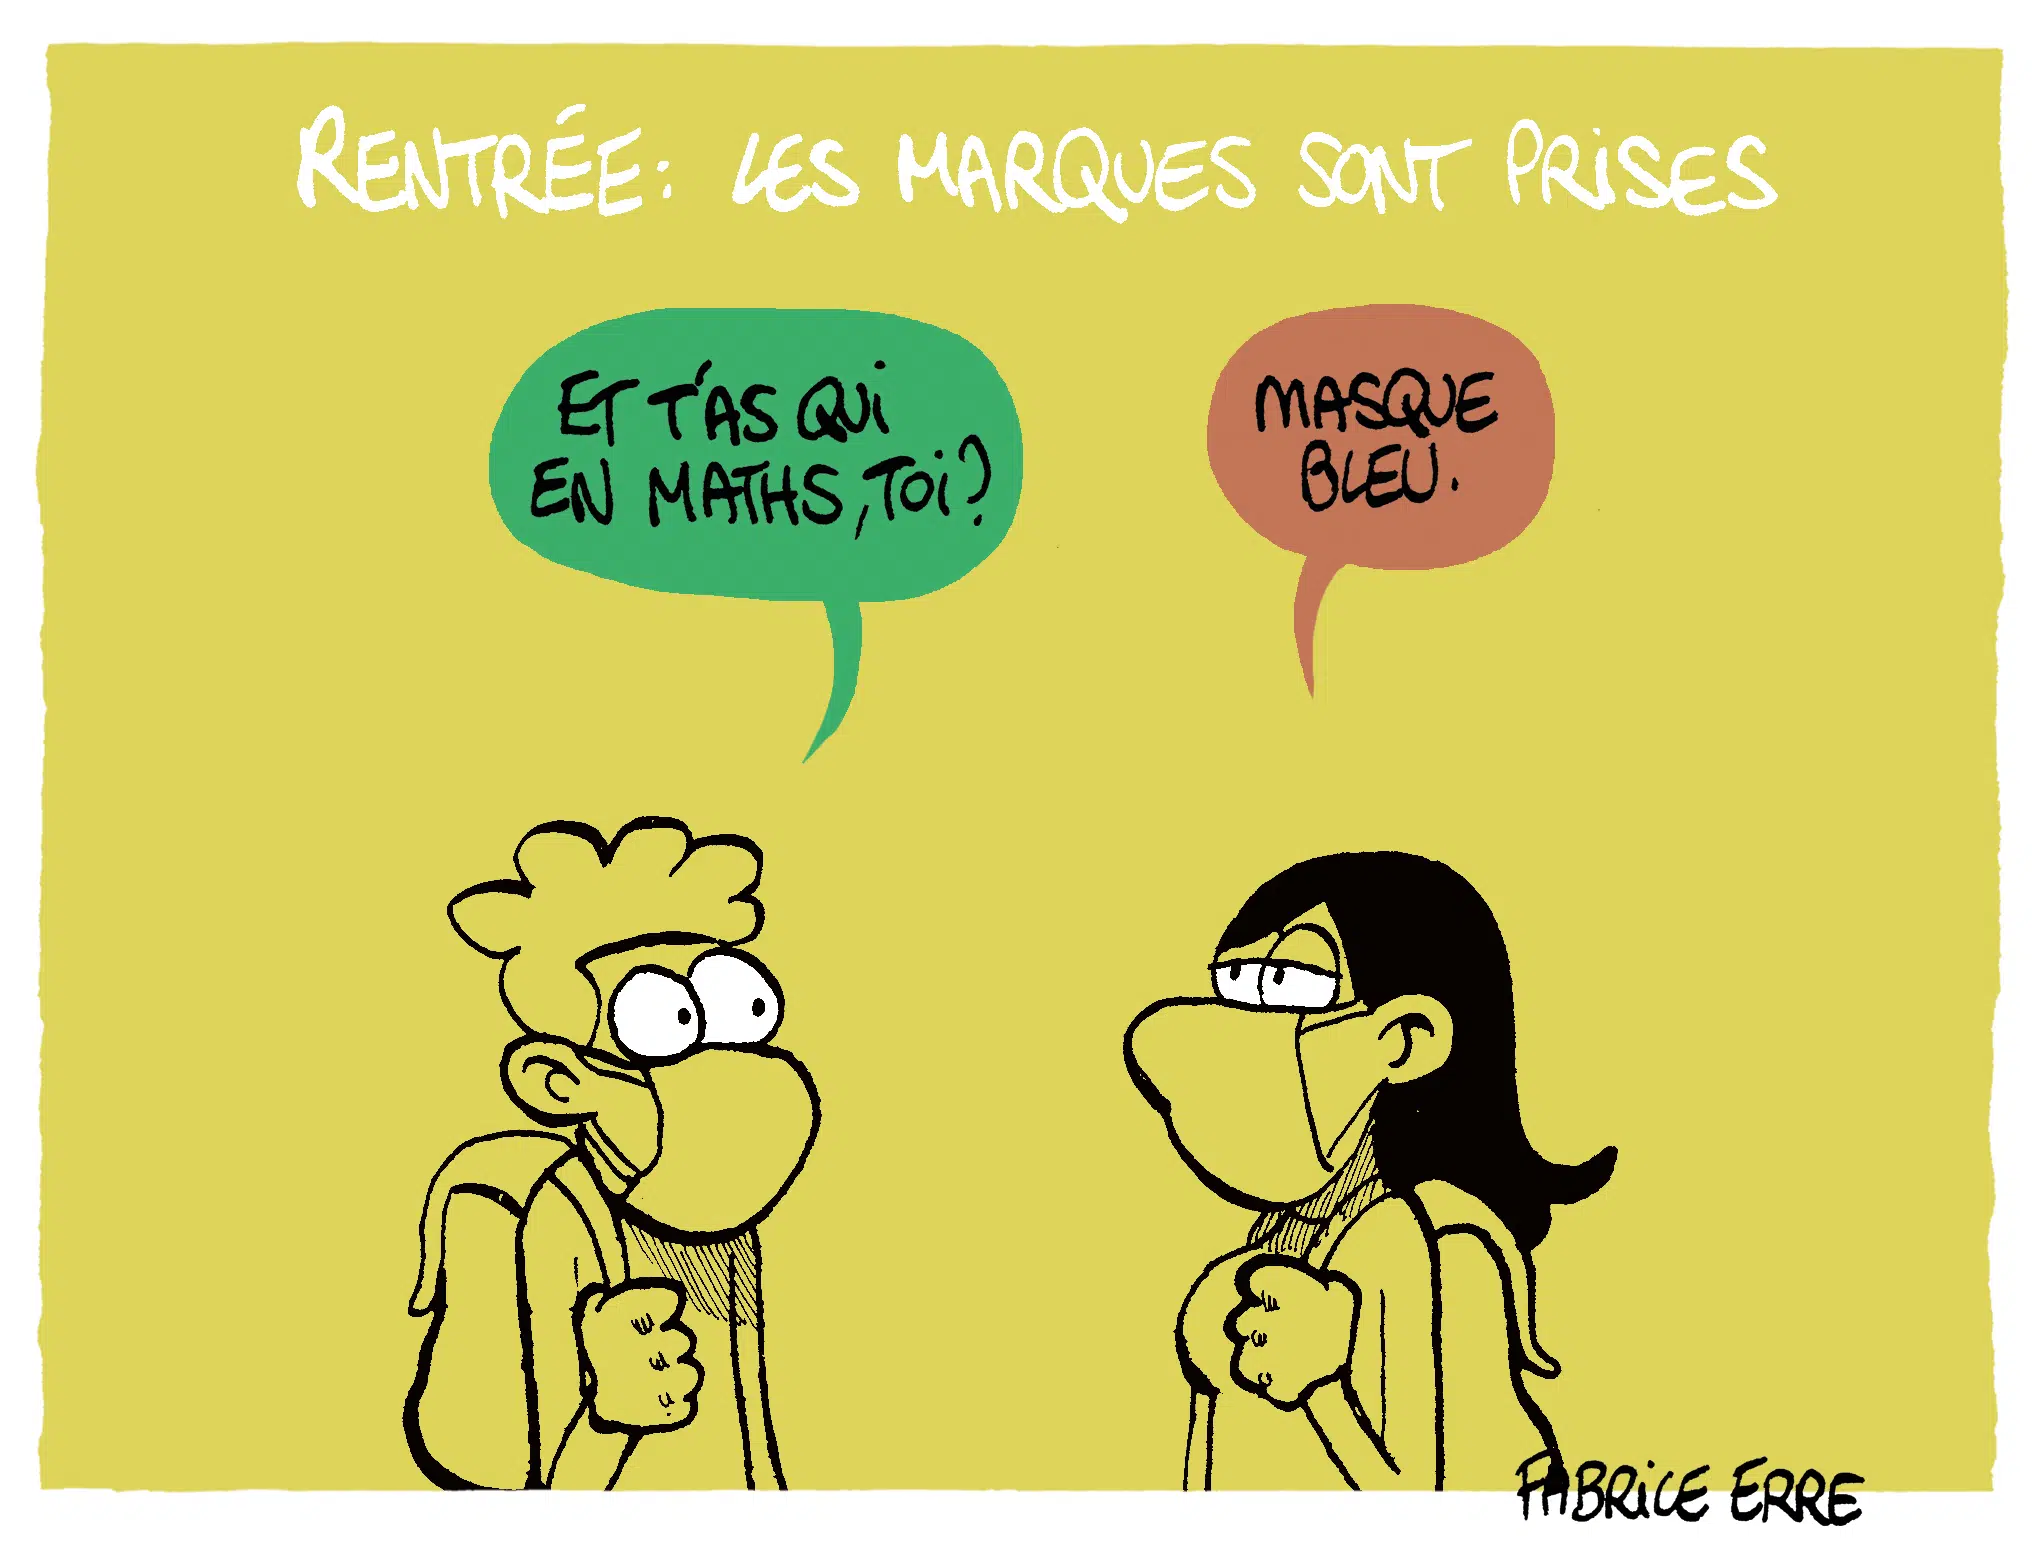 RENTRÉE: LES MARQUES SONT PRISES
ET T'AS QUI
EN MATHS, TOI?
MASQUE
BLEU.
FABRICE ERRE